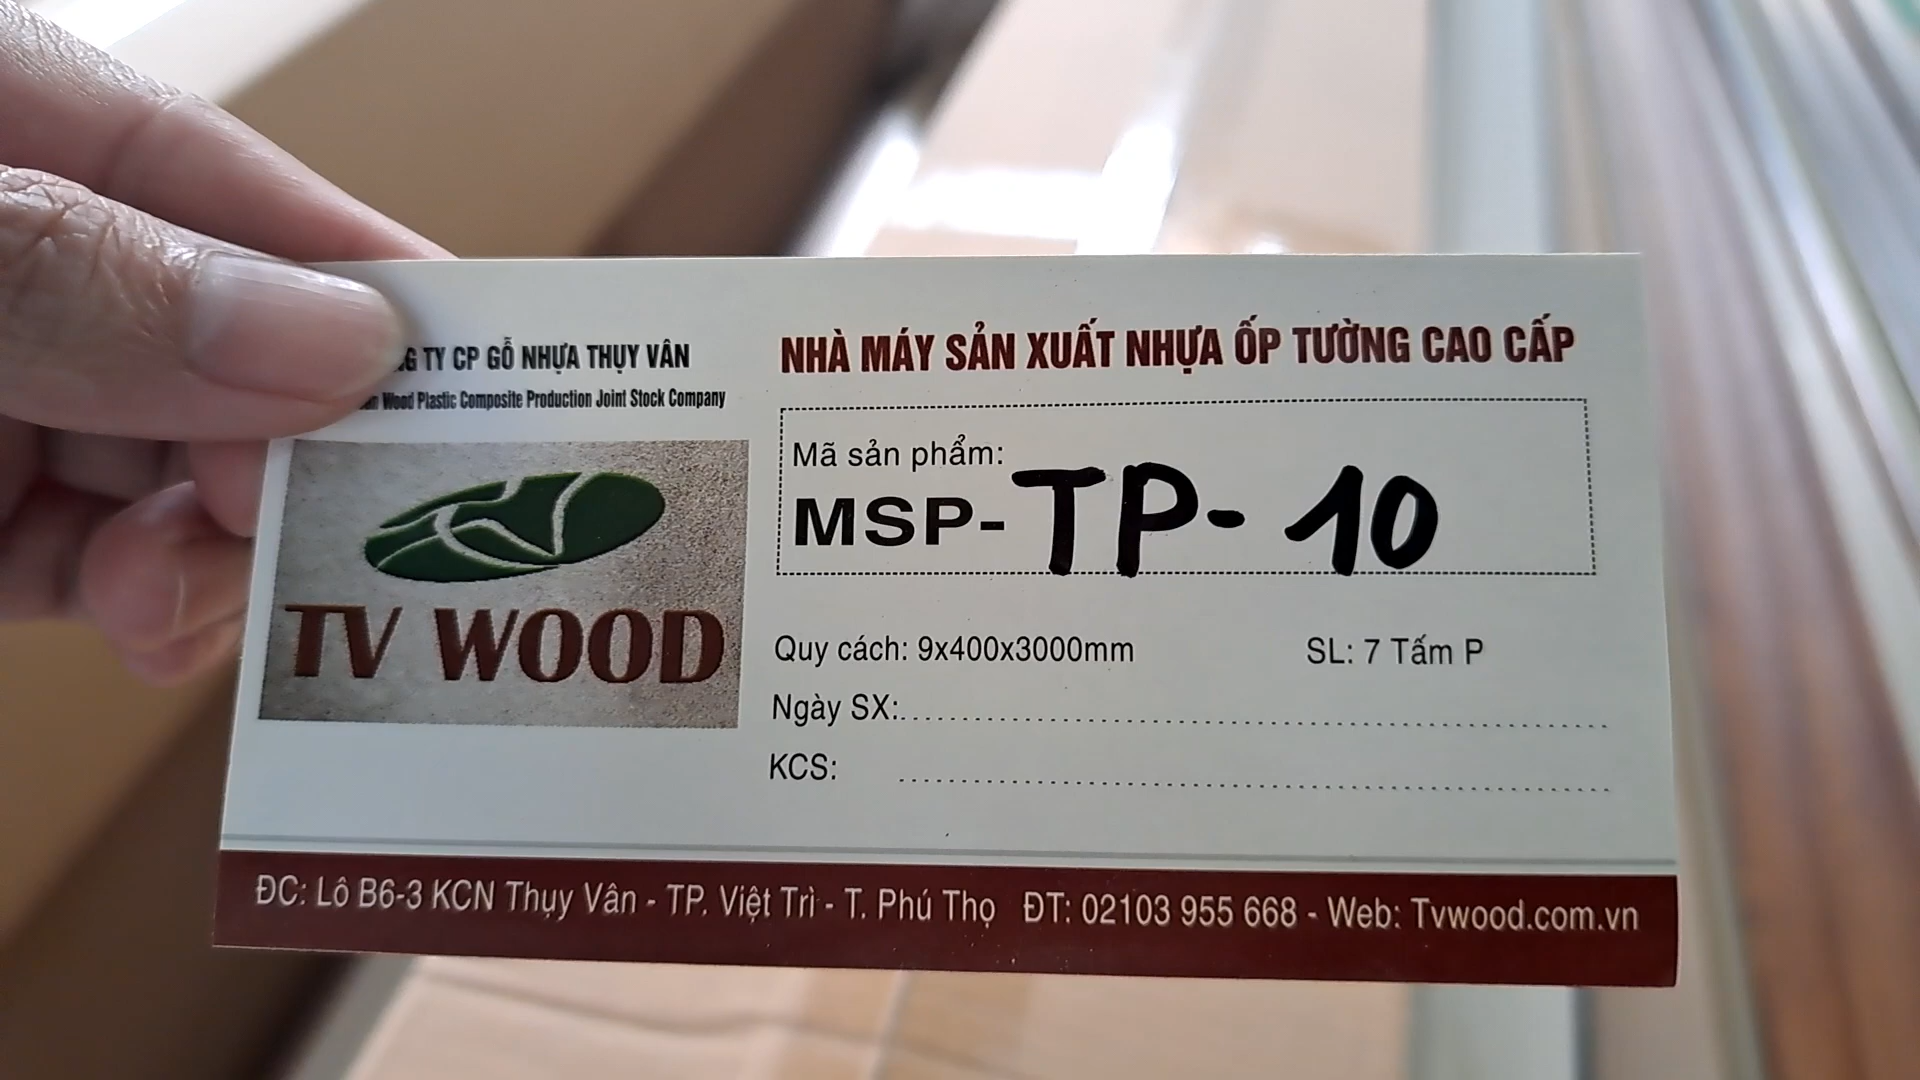 TY CP GỖ NHỰA THỤY VÂN
Wood Plastic Composite Production Joint Stock Company
TV WOOD
NHÀ MÁY SẢN XUẤT NHỰA ỐP TƯỜNG CAO CẤP
Mã sản phẩm:
MSP-TP-10
Quy cách: 9x400x3000mm SL: 7 Tấm P
Ngày SX:
KCS:
ĐC: Lô B6-3 KCN Thụy Vân - TP. Việt Trì - T. Phú Thọ ĐT: 02103 955 668 - Web: Tvwood.com.vn